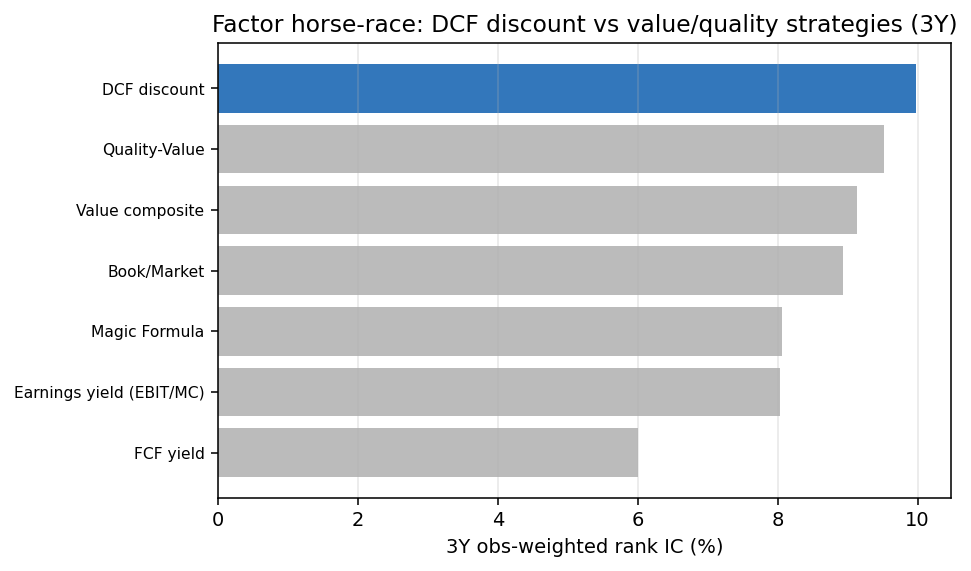 Factor horse-race: DCF discount vs value/quality strategies (3Y)
DCF discount
Quality-Value
Value composite
Book/Market
Magic Formula
Earnings yield (EBIT/MC)
FCF yield
0 2 4 6 8 10
3Y obs-weighted rank IC (%)